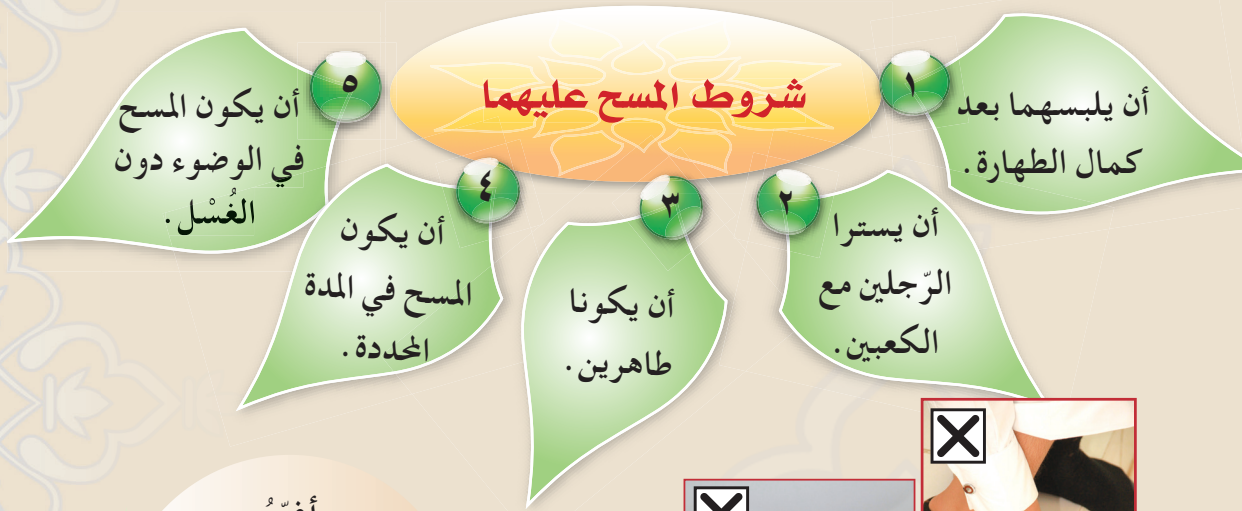 شروط المسح عليهما
١
أن يلبسهما بعد
كمال الطهارة.
٢
أن يسترا
الرّجلين مع
الكعبين.
٣
أن يكونا
طاهرين.
٤
أن يكون
المسح في المدة
المحددة.
٥
أن يكون المسح
في الوضوء دون
الغُسْل.